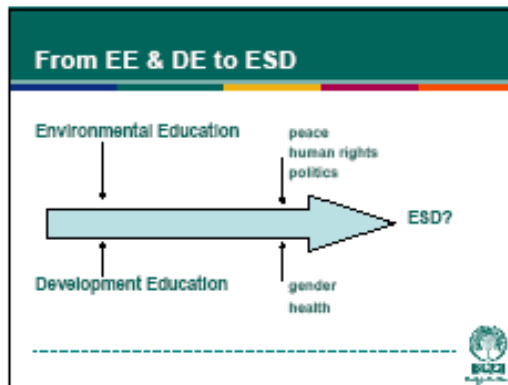 From EE & DE to ESD
Environmental Education
peace
human rights
politics
ESD?
Development Education
gender
health